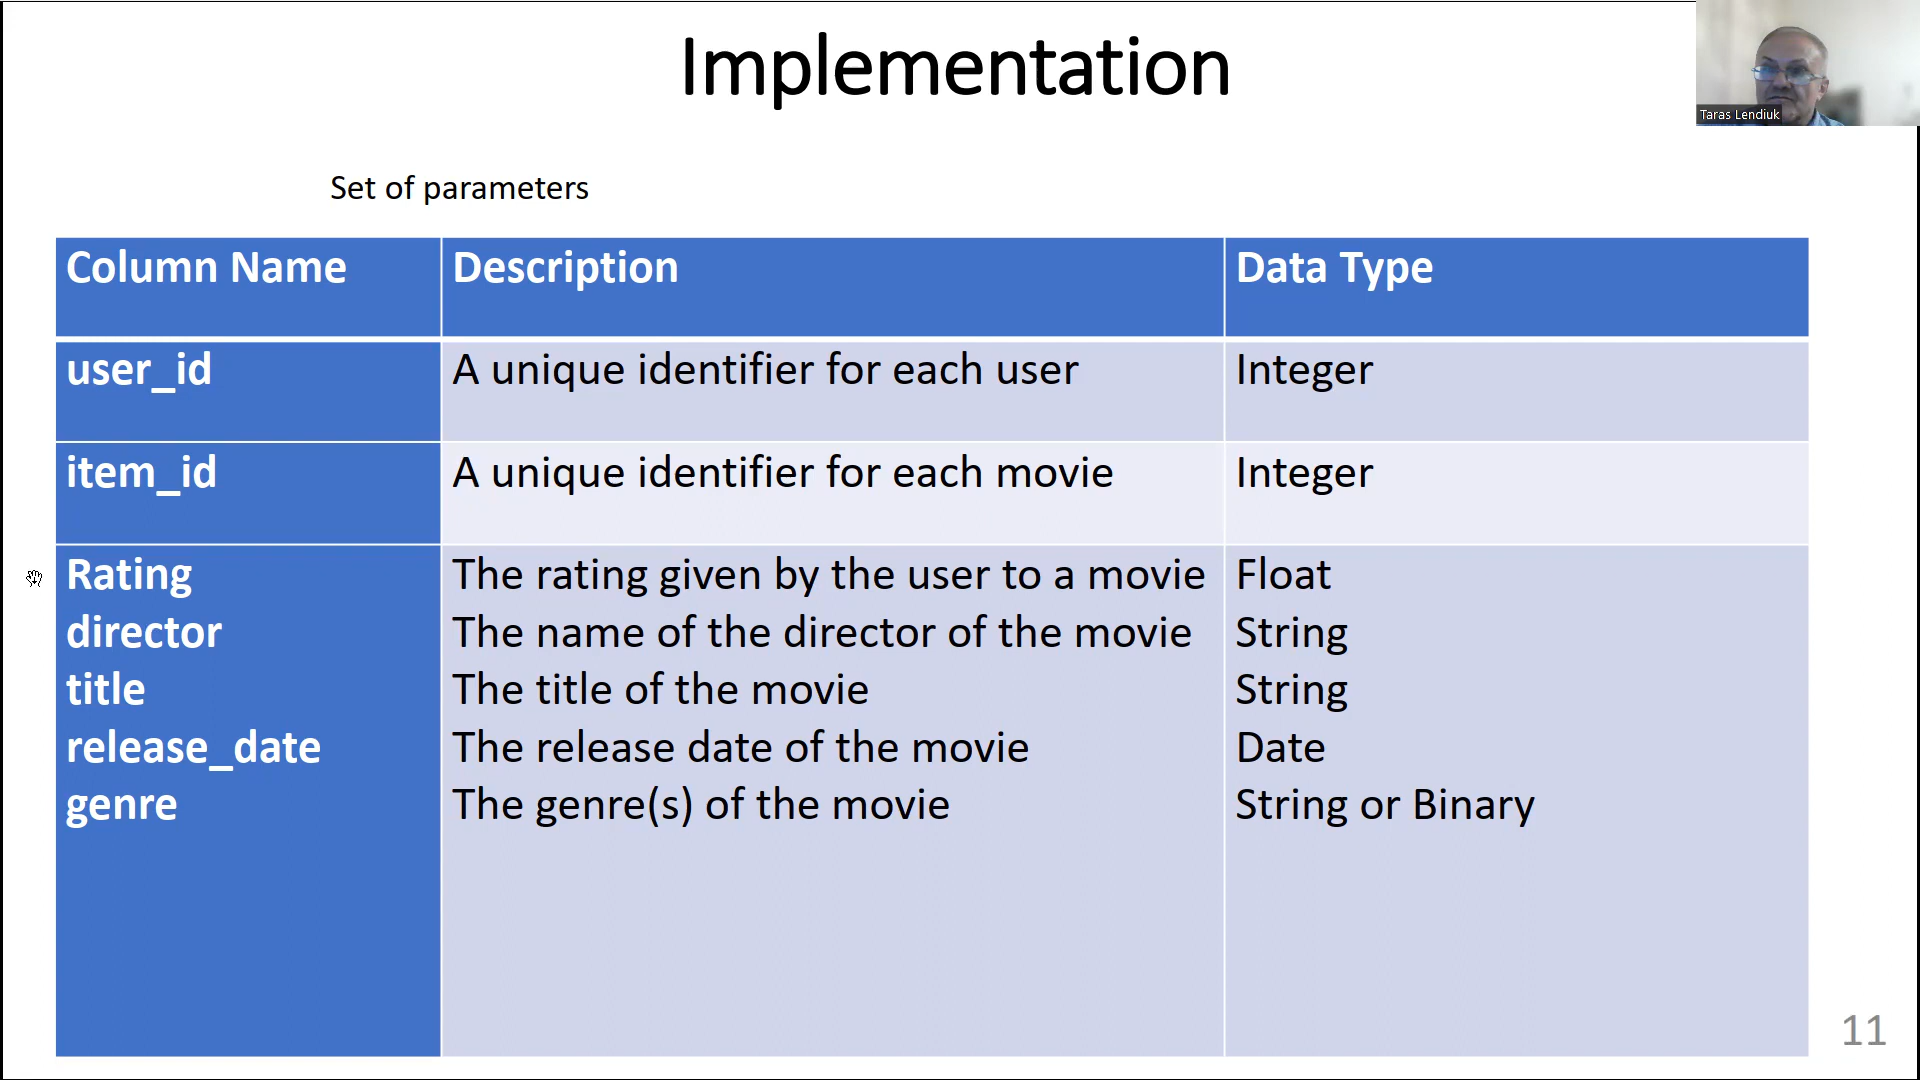 Implementation
Taras Lendiuk
Set of parameters
Column Name Description Data Type
user_id A unique identifier for each user Integer
item_id A unique identifier for each movie Integer
Rating The rating given by the user to a movie Float
director The name of the director of the movie String
title The title of the movie String
release_date The release date of the movie Date
genre The genre(s) of the movie String or Binary
11